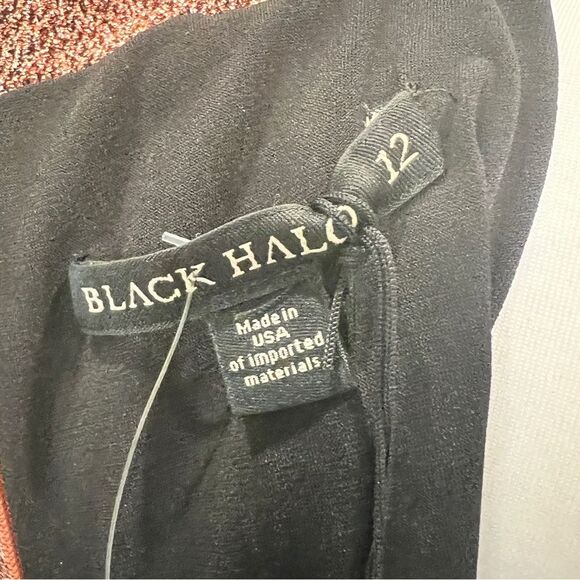 BLACK HALO
12
Made in
USA
of imported
materials